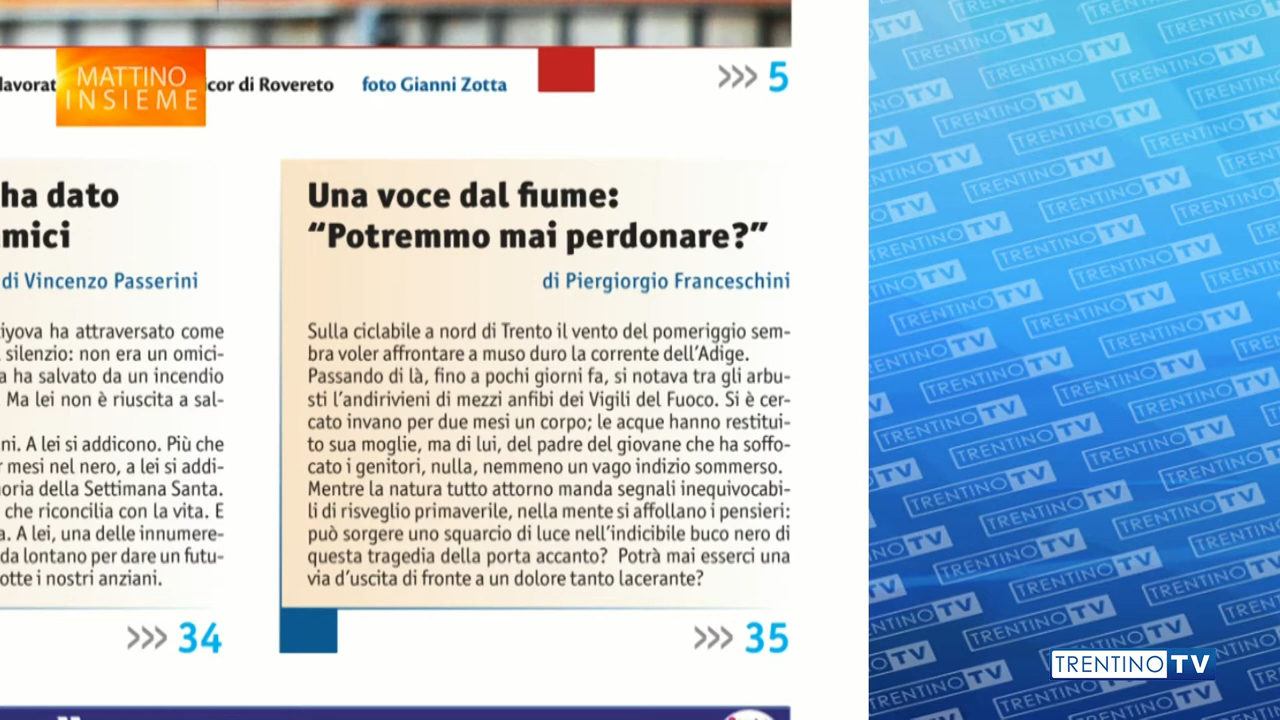 lavorat
MATTINO
INSIEME
cor di Rovereto
foto Gianni Zotta
>>> 5
ha dato
mici
di Vincenzo Passerini
iyova ha attraversato come
silenzio: non era un omici-
a ha salvato da un incendio
Ma lei non è riuscita a sal-
ni. A lei si addicono. Più che
mesi nel nero, a lei si addi-
oria della Settimana Santa.
che riconcilia con la vita. E
a. A lei, una delle innumere-
da lontano per dare un futu-
otte i nostri anziani.
>>> 34
Una voce dal fiume:
“Potremmo mai perdonare?”
di Piergiorgio Franceschini
Sulla ciclabile a nord di Trento il vento del pomeriggio sem-
bra voler affrontare a muso duro la corrente dell’Adige.
Passando di là, fino a pochi giorni fa, si notava tra gli arbu-
sti l’andirivieni di mezzi anfibi dei Vigili del Fuoco. Si è cer-
cato invano per due mesi un corpo; le acque hanno restitui-
to sua moglie, ma di lui, del padre del giovane che ha soffo-
cato i genitori, nulla, nemmeno un vago indizio sommerso.
Mentre la natura tutto attorno manda segnali inequivocabi-
li di risveglio primaverile, nella mente si affollano i pensieri:
può sorgere uno squarcio di luce nell’indicibile buco nero di
questa tragedia della porta accanto? Potrà mai esserci una
via d’uscita di fronte a un dolore tanto lacerante?
>>> 35
TRENTINO TV